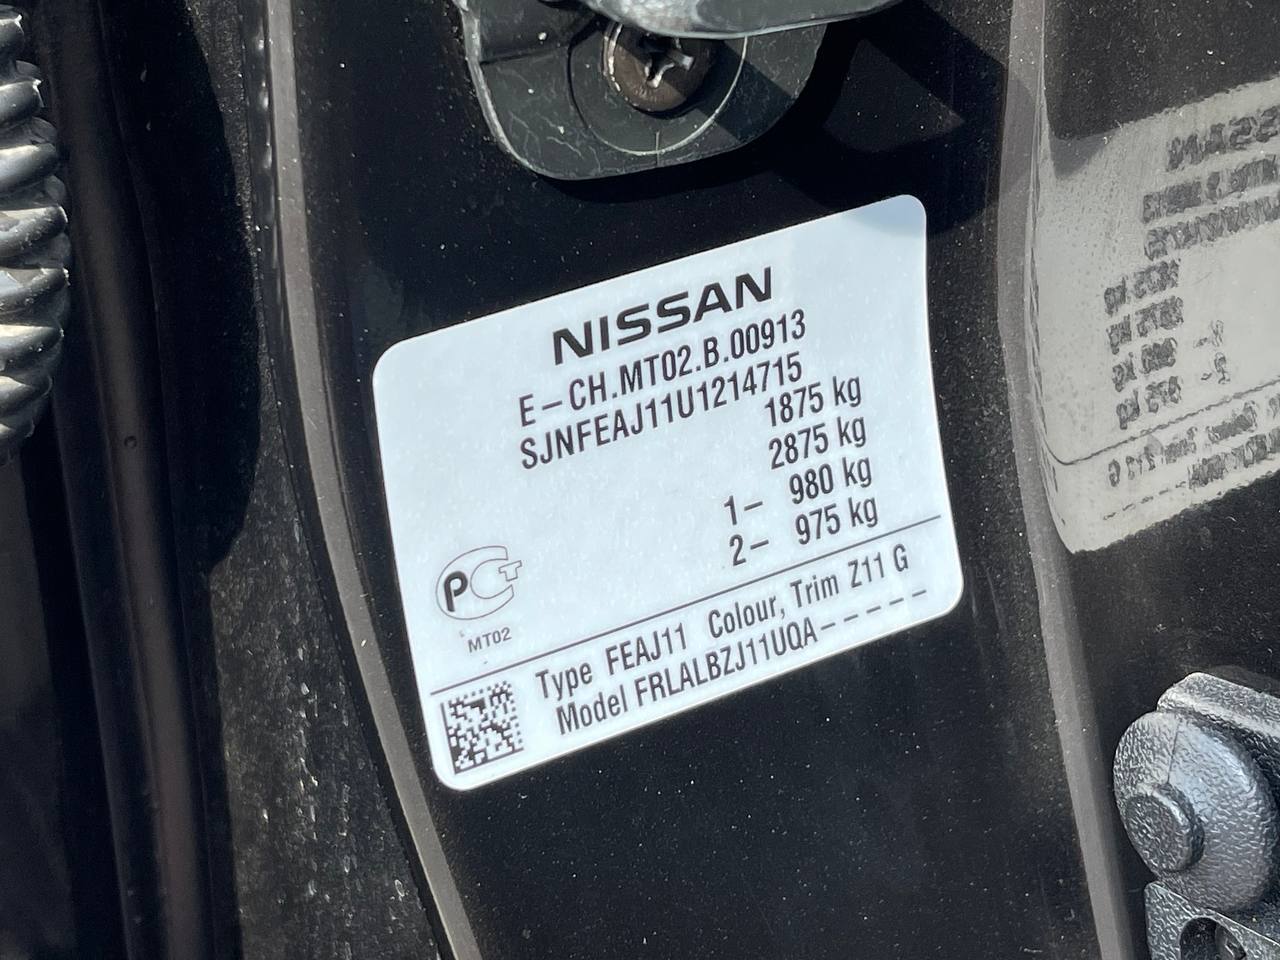 NISSAN
E-CH.MT02.B.00913
SJNFEAJ11U1214715
1875 kg
2875 kg
1- 980 kg
2- 975 kg
PCT
MT02
Type FEAJ11 Colour, Trim Z11 G
Model FRLALBZJ11UQA-----